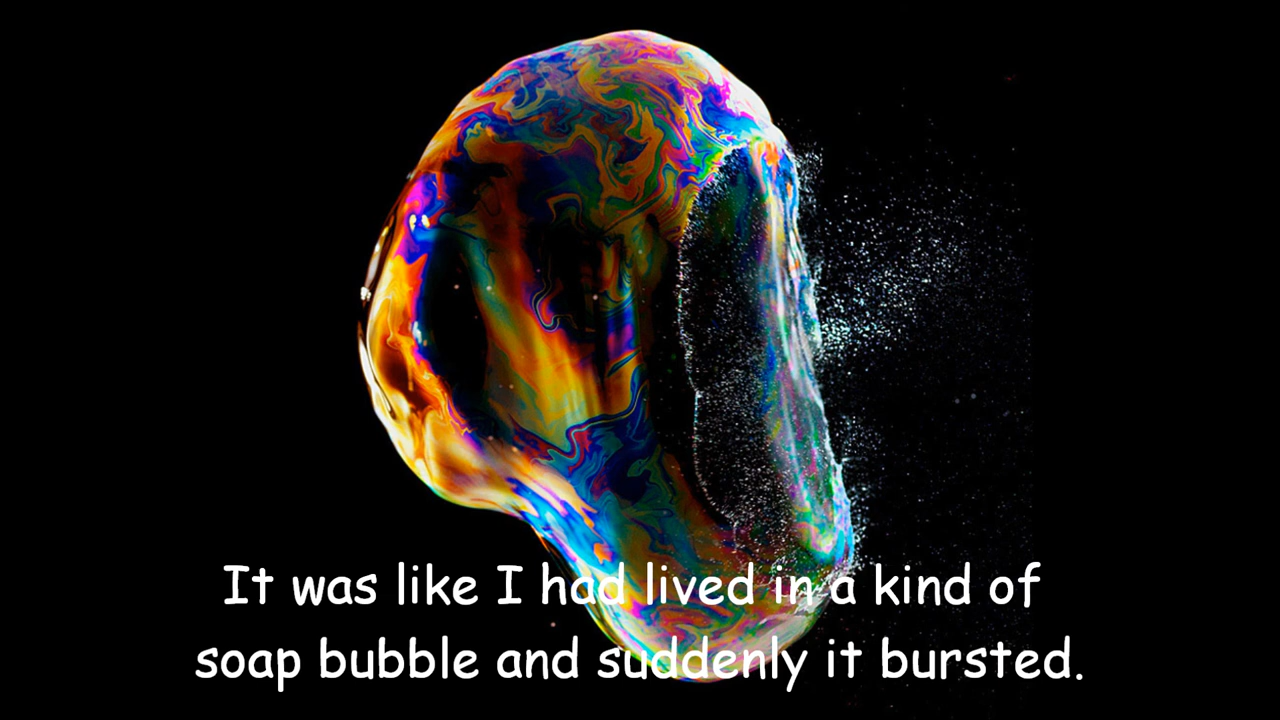 It was like I had lived in a kind of
soap bubble and suddenly it bursted.